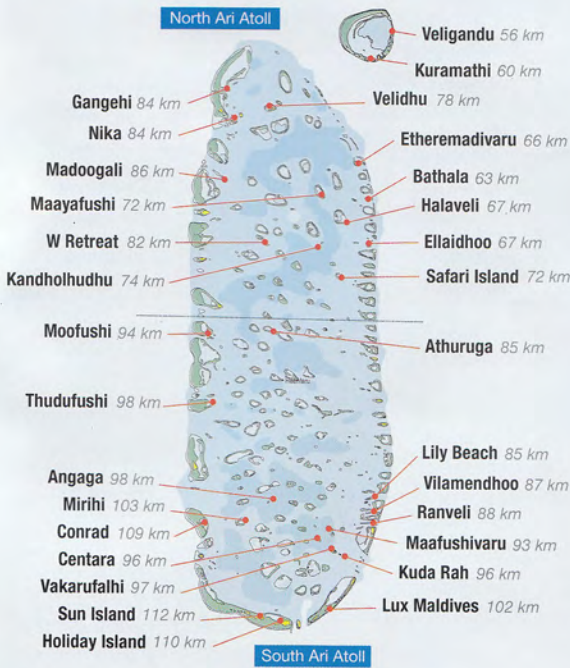 North Ari Atoll
Veligandu 56 km
Kuramathi 60 km
Gangehi 84 km
Velidhu 78 km
Nika 84 km
Etheremadivaru 66 km
Madoogali 86 km
Bathala 63 km
Maayafushi 72 km
Halaveli 67 km
W Retreat 82 km
Ellaidhoo 67 km
Kandholhudhu 74 km
Safari Island 72 km
Moofushi 94 km
Athuruga 85 km
Thudufushi 98 km
Lily Beach 85 km
Angaga 98 km
Vilamendhoo 87 km
Mirihi 103 km
Ranveli 88 km
Conrad 109 km
Maafushivaru 93 km
Centara 96 km
Kuda Rah 96 km
Vakarufalhi 97 km
Sun Island 112 km
Lux Maldives 102 km
Holiday Island 110 km
South Ari Atoll